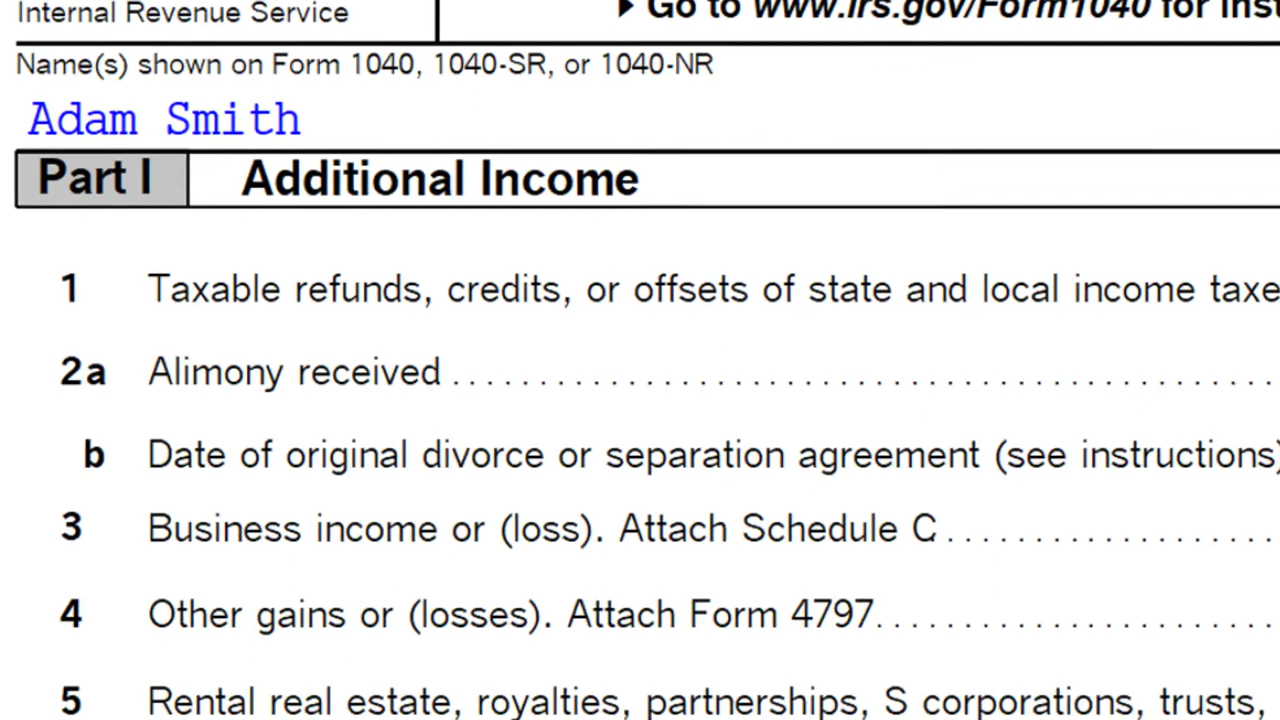 Internal Revenue Service
▶ Go to www.irs.gov/Form1040 for inst
Name(s) shown on Form 1040, 1040-SR, or 1040-NR
Adam Smith
Part I Additional Income
1 Taxable refunds, credits, or offsets of state and local income taxe
2a Alimony received
b Date of original divorce or separation agreement (see instructions)
3 Business income or (loss). Attach Schedule C
4 Other gains or (losses). Attach Form 4797
5 Rental real estate, royalties, partnerships, S corporations, trusts,